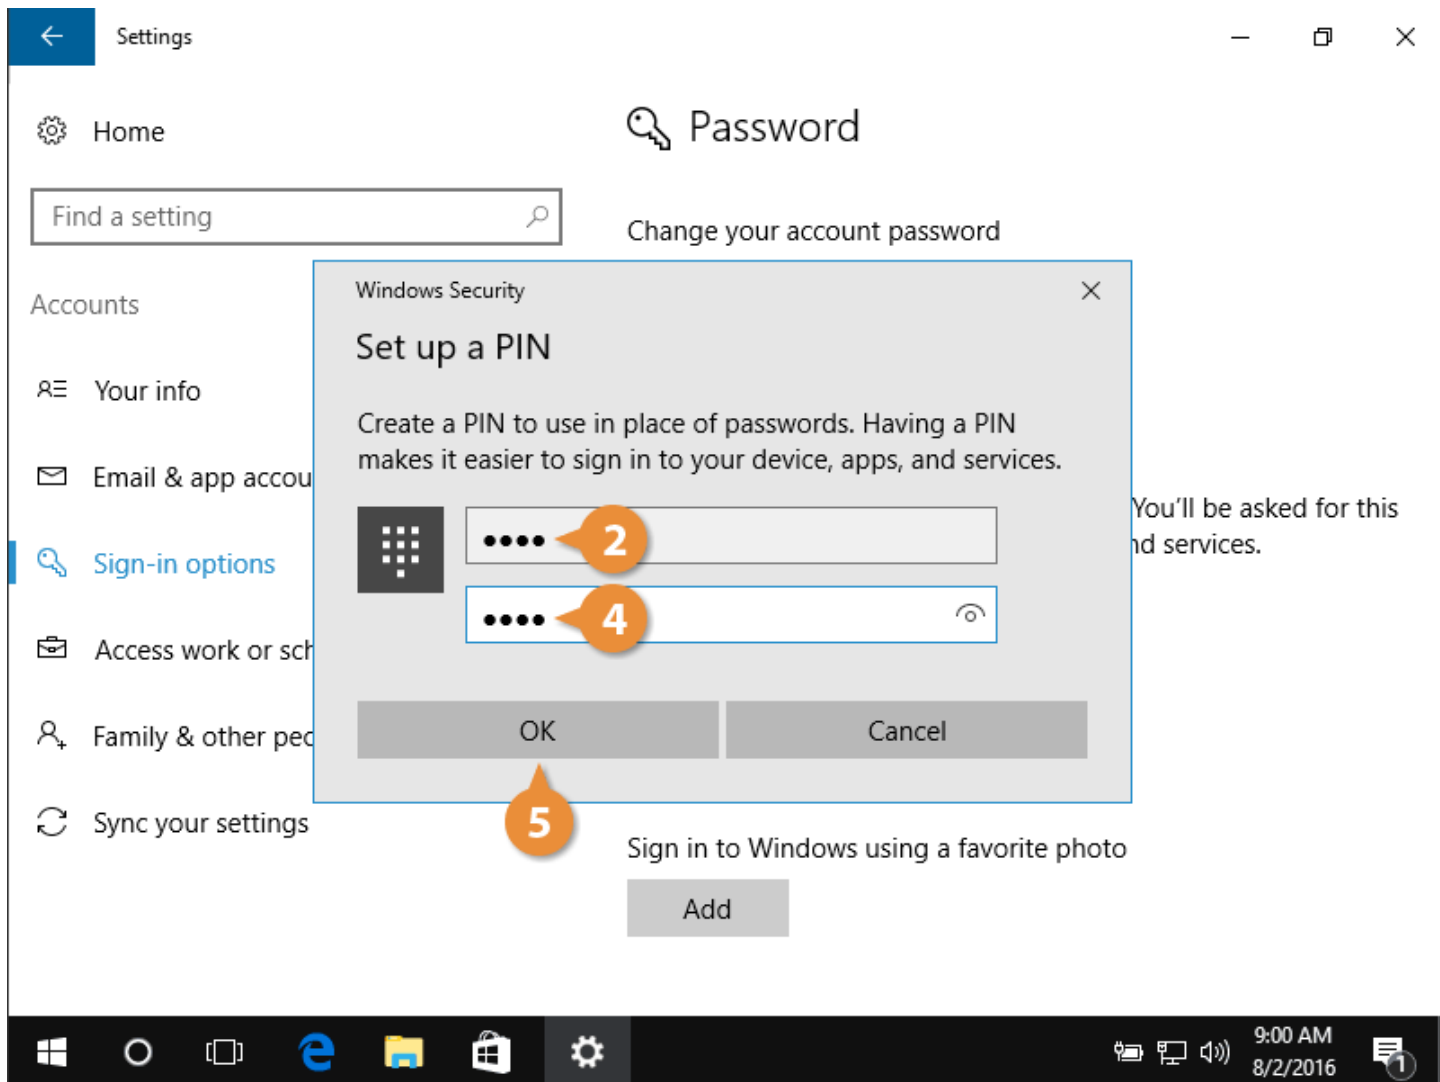 Settings
Home
Password
Find a setting
Change your account password
Accounts
Windows Security
Set up a PIN
Your info
Create a PIN to use in place of passwords. Having a PIN
makes it easier to sign in to your device, apps, and services.
Email & app accou
You'll be asked for this
nd services.
2
Sign-in options
4
Access work or sch
OK
Cancel
Family & other peo
5
Sync your settings
Sign in to Windows using a favorite photo
Add
9:00 AM
8/2/2016
1